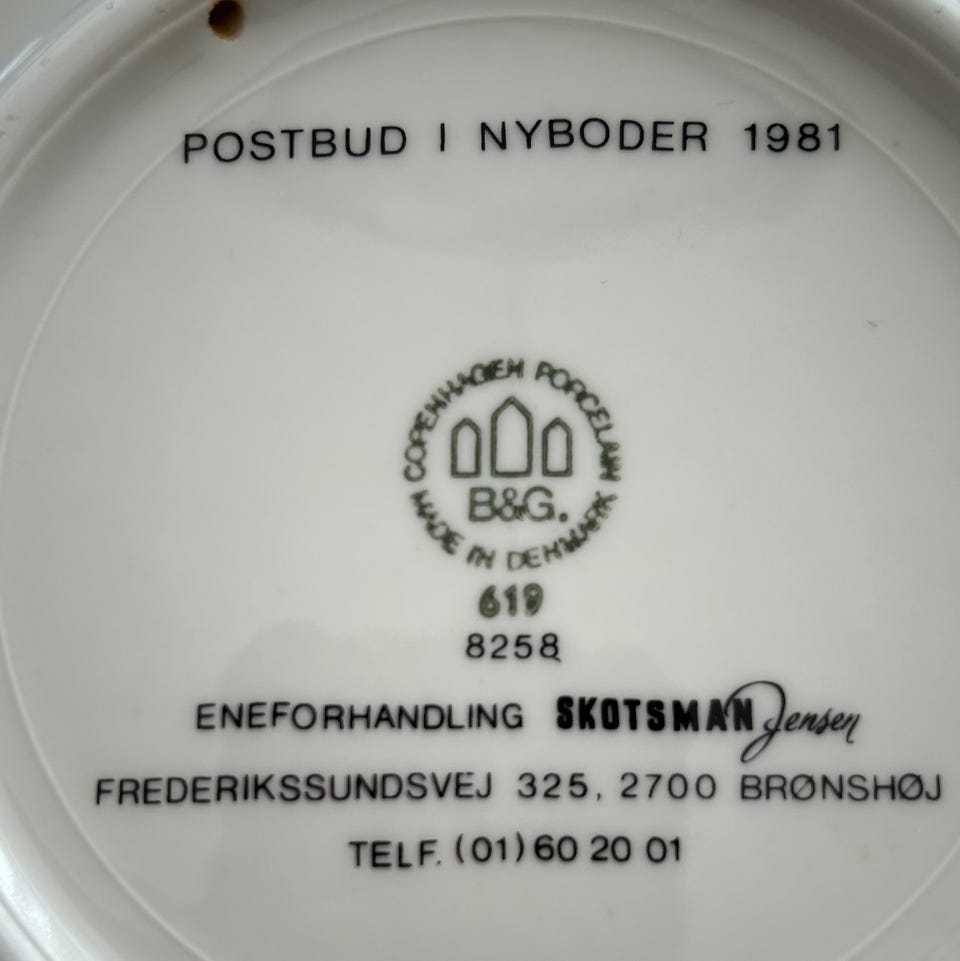 POSTBUD I NYBODER 1981
COPENHAGEN PORCELAIN
B&G.
MADE IN DENMARK
619
8258
ENEFORHANDLING SKOTSMAN Jensen
FREDERIKSSUNDSVEJ 325, 2700 BRØNSHØJ
TELF. (01) 60 20 01